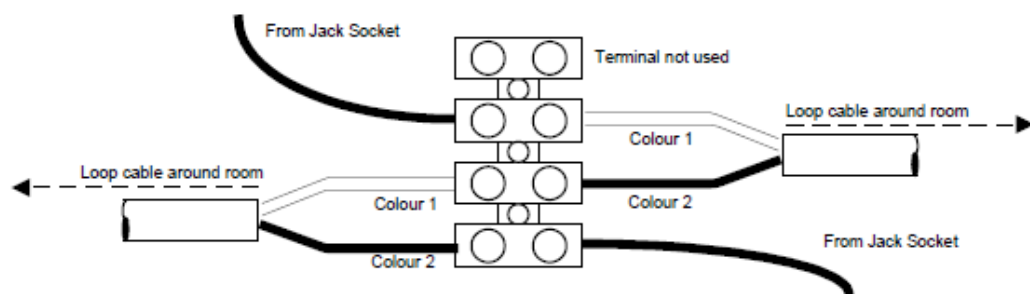 From Jack Socket
Terminal not used
Loop cable around room
Colour 1
Loop cable around room
Colour 1
Colour 2
Colour 2
From Jack Socket